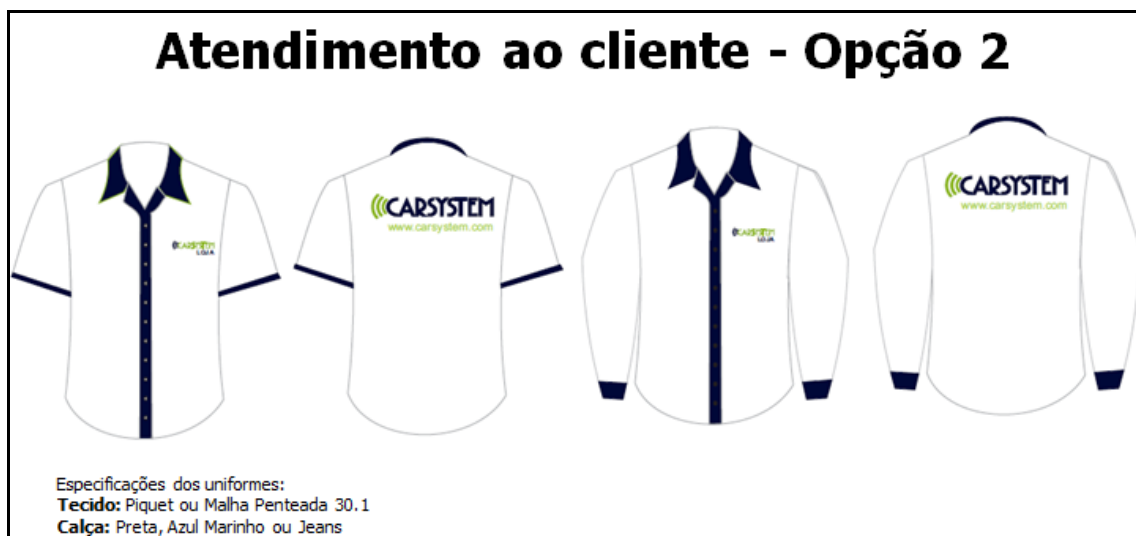 Atendimento ao cliente - Opção 2
CARSYSTEM
LOJA
CARSYSTEM
www.carsystem.com
CARSYSTEM
LOJA
CARSYSTEM
www.carsystem.com
Especificações dos uniformes:
Tecido: Piquet ou Malha Penteada 30.1
Calça: Preta, Azul Marinho ou Jeans